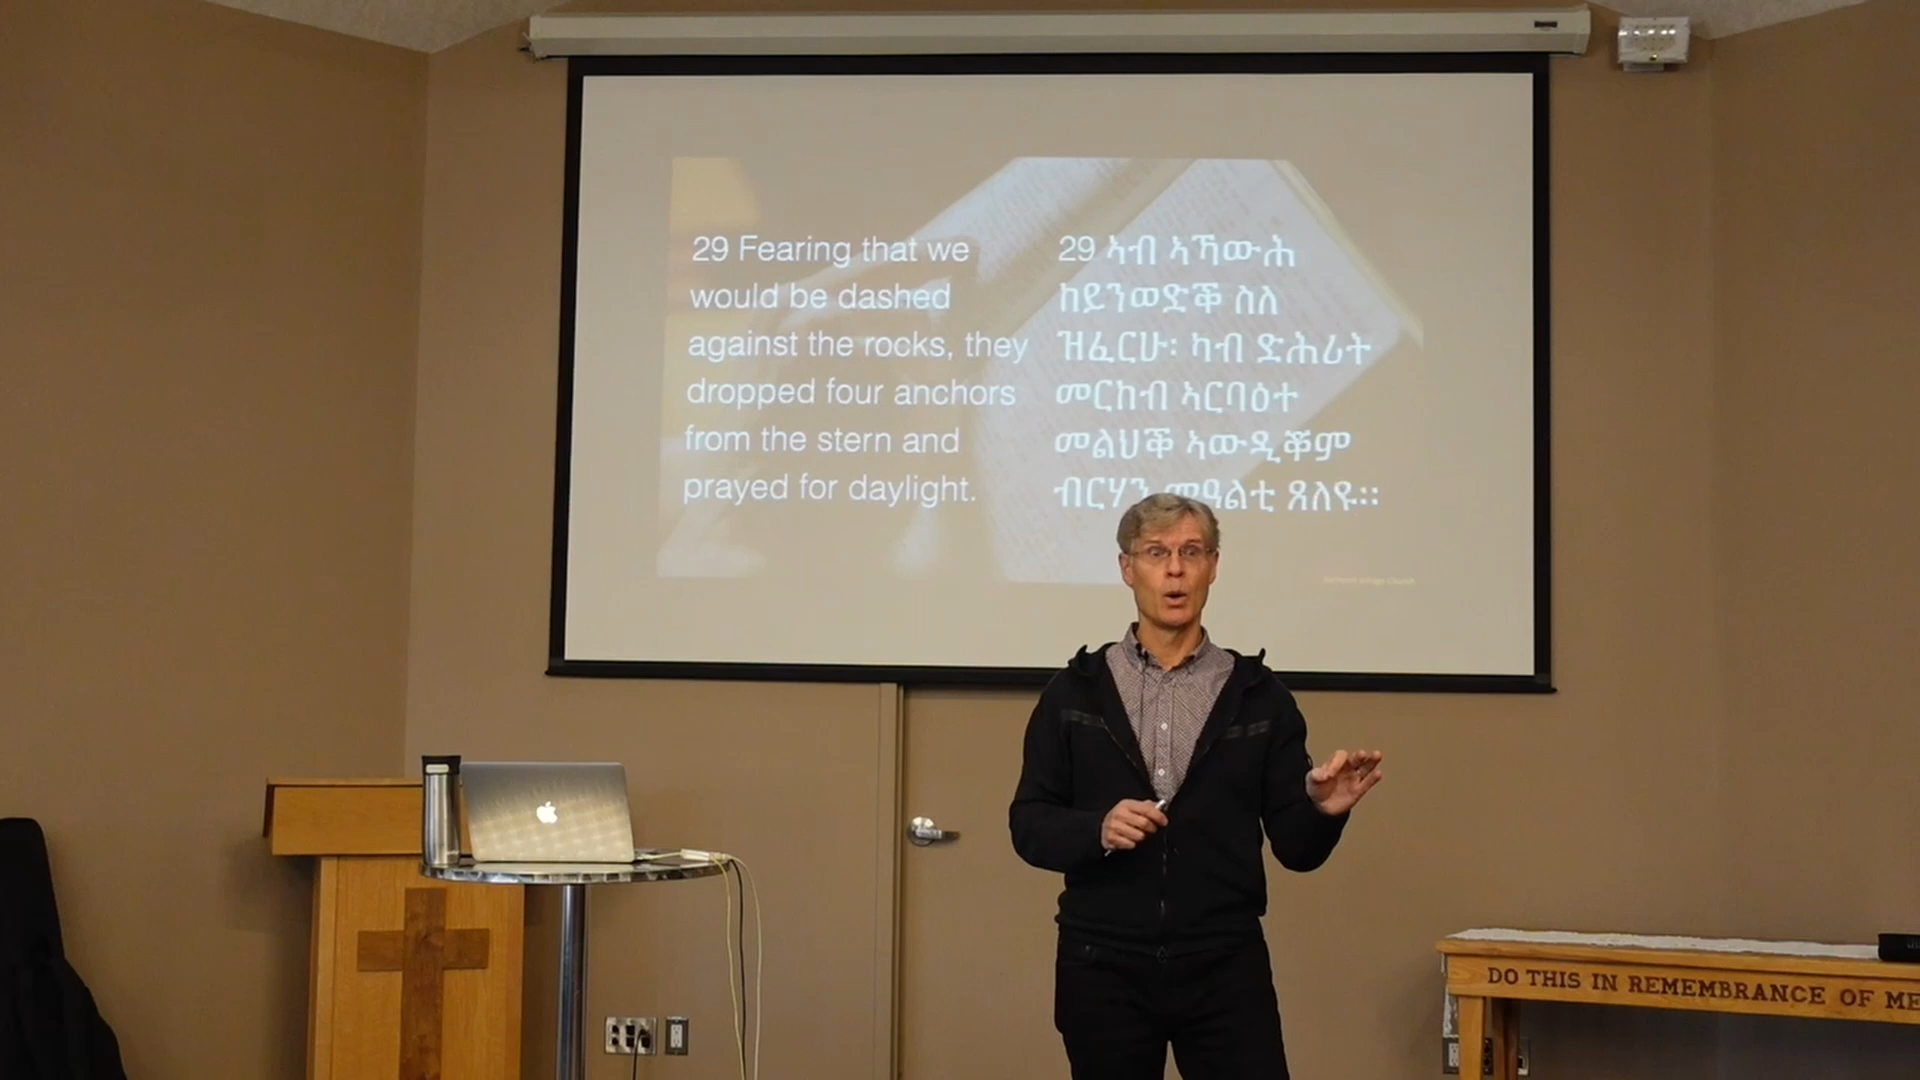 29 Fearing that we
would be dashed
against the rocks, they
dropped four anchors
from the stern and
prayed for daylight.
29 ኣብ ኣኻውሕ
ከይንወድቕ ስለ
ዝፈርሁ፡ ካብ ድሕሪት
መርከብ ኣርባዕተ
መልህቕ ኣውዲቖም
ብርሃን መዓልቲ ጸለዩ።
DO THIS IN REMEMBRANCE OF ME